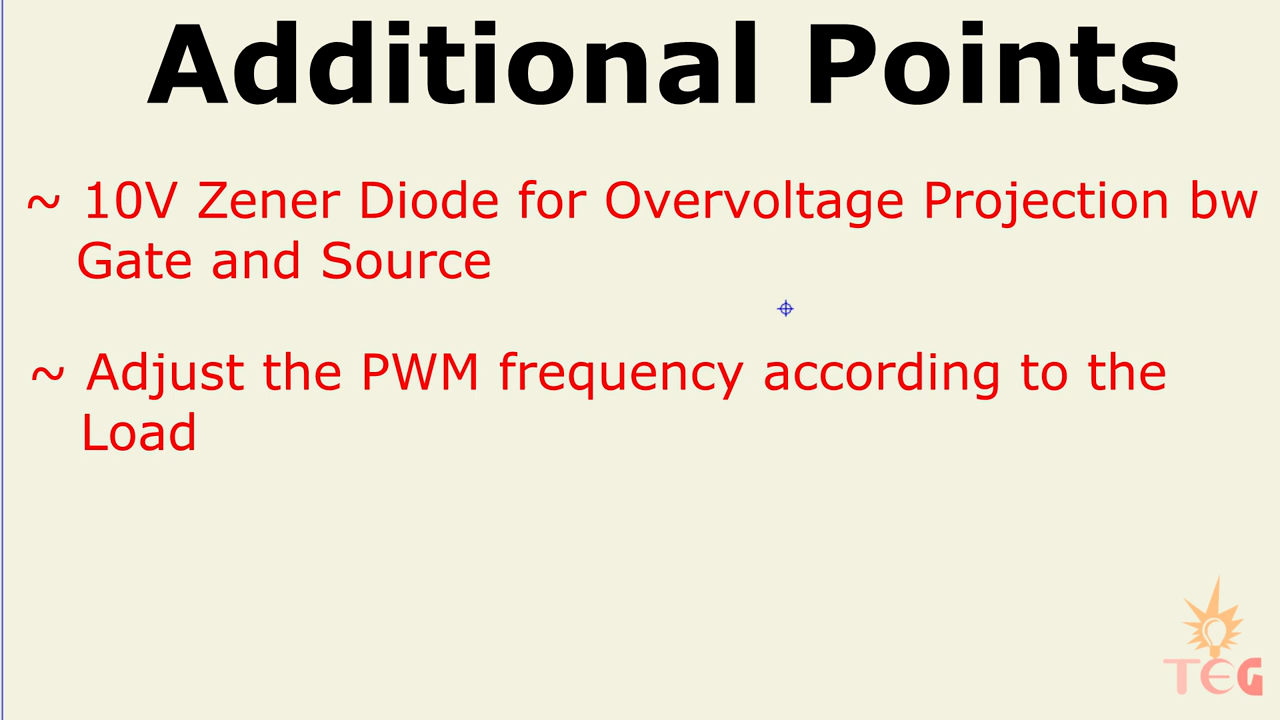 Additional Points
~ 10V Zener Diode for Overvoltage Projection bw
Gate and Source
~ Adjust the PWM frequency according to the
Load
TEG